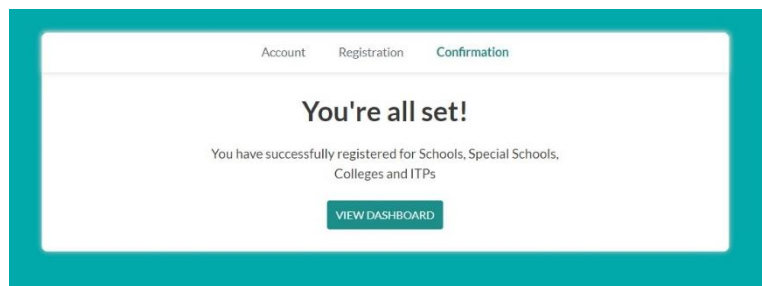 Account Registration Confirmation
You're all set!
You have successfully registered for Schools, Special Schools,
Colleges and ITPs
VIEW DASHBOARD